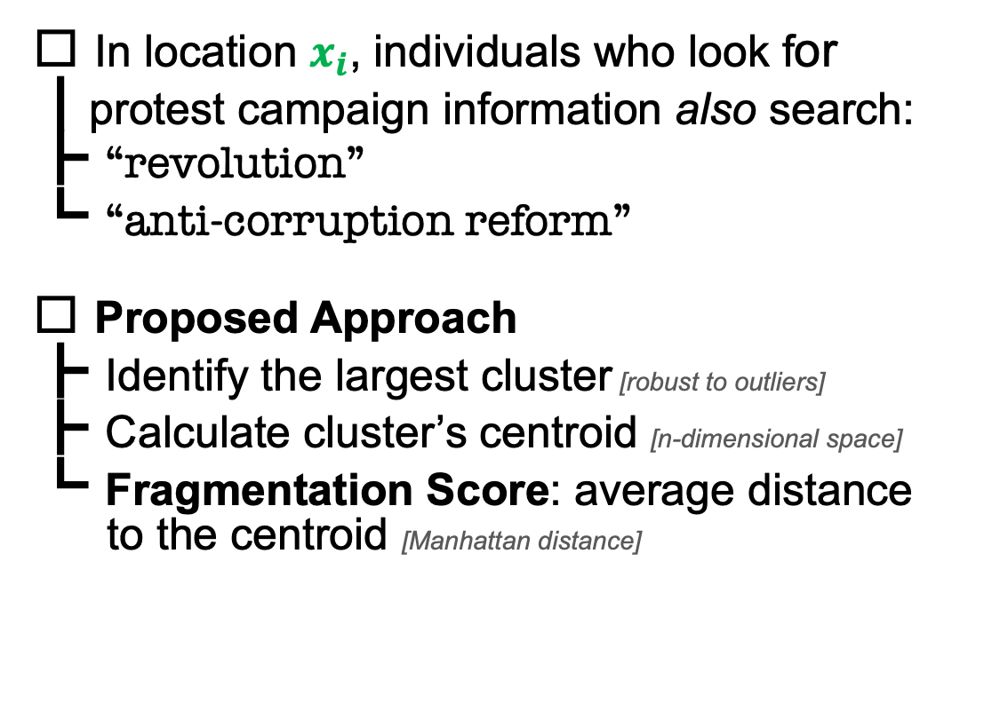 □ In location xᵢ, individuals who look for
protest campaign information also search:
“revolution”
“anti-corruption reform”
□ Proposed Approach
Identify the largest cluster [robust to outliers]
Calculate cluster’s centroid [n-dimensional space]
Fragmentation Score: average distance
to the centroid [Manhattan distance]